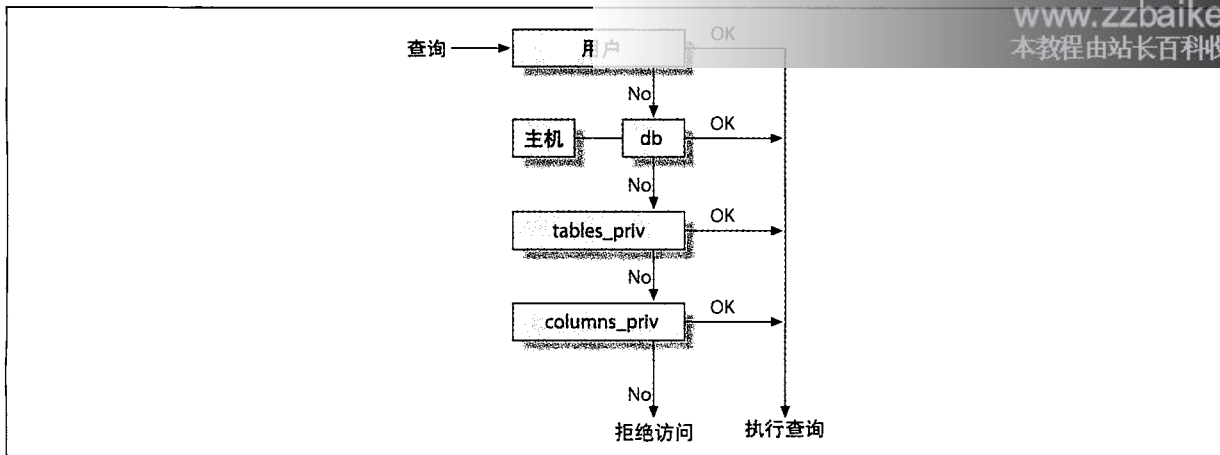 www.zzbaike
本教程由站长百科收
查询
用户
OK
No
主机
db
OK
No
tables_priv
OK
No
columns_priv
OK
No
拒绝访问
执行查询